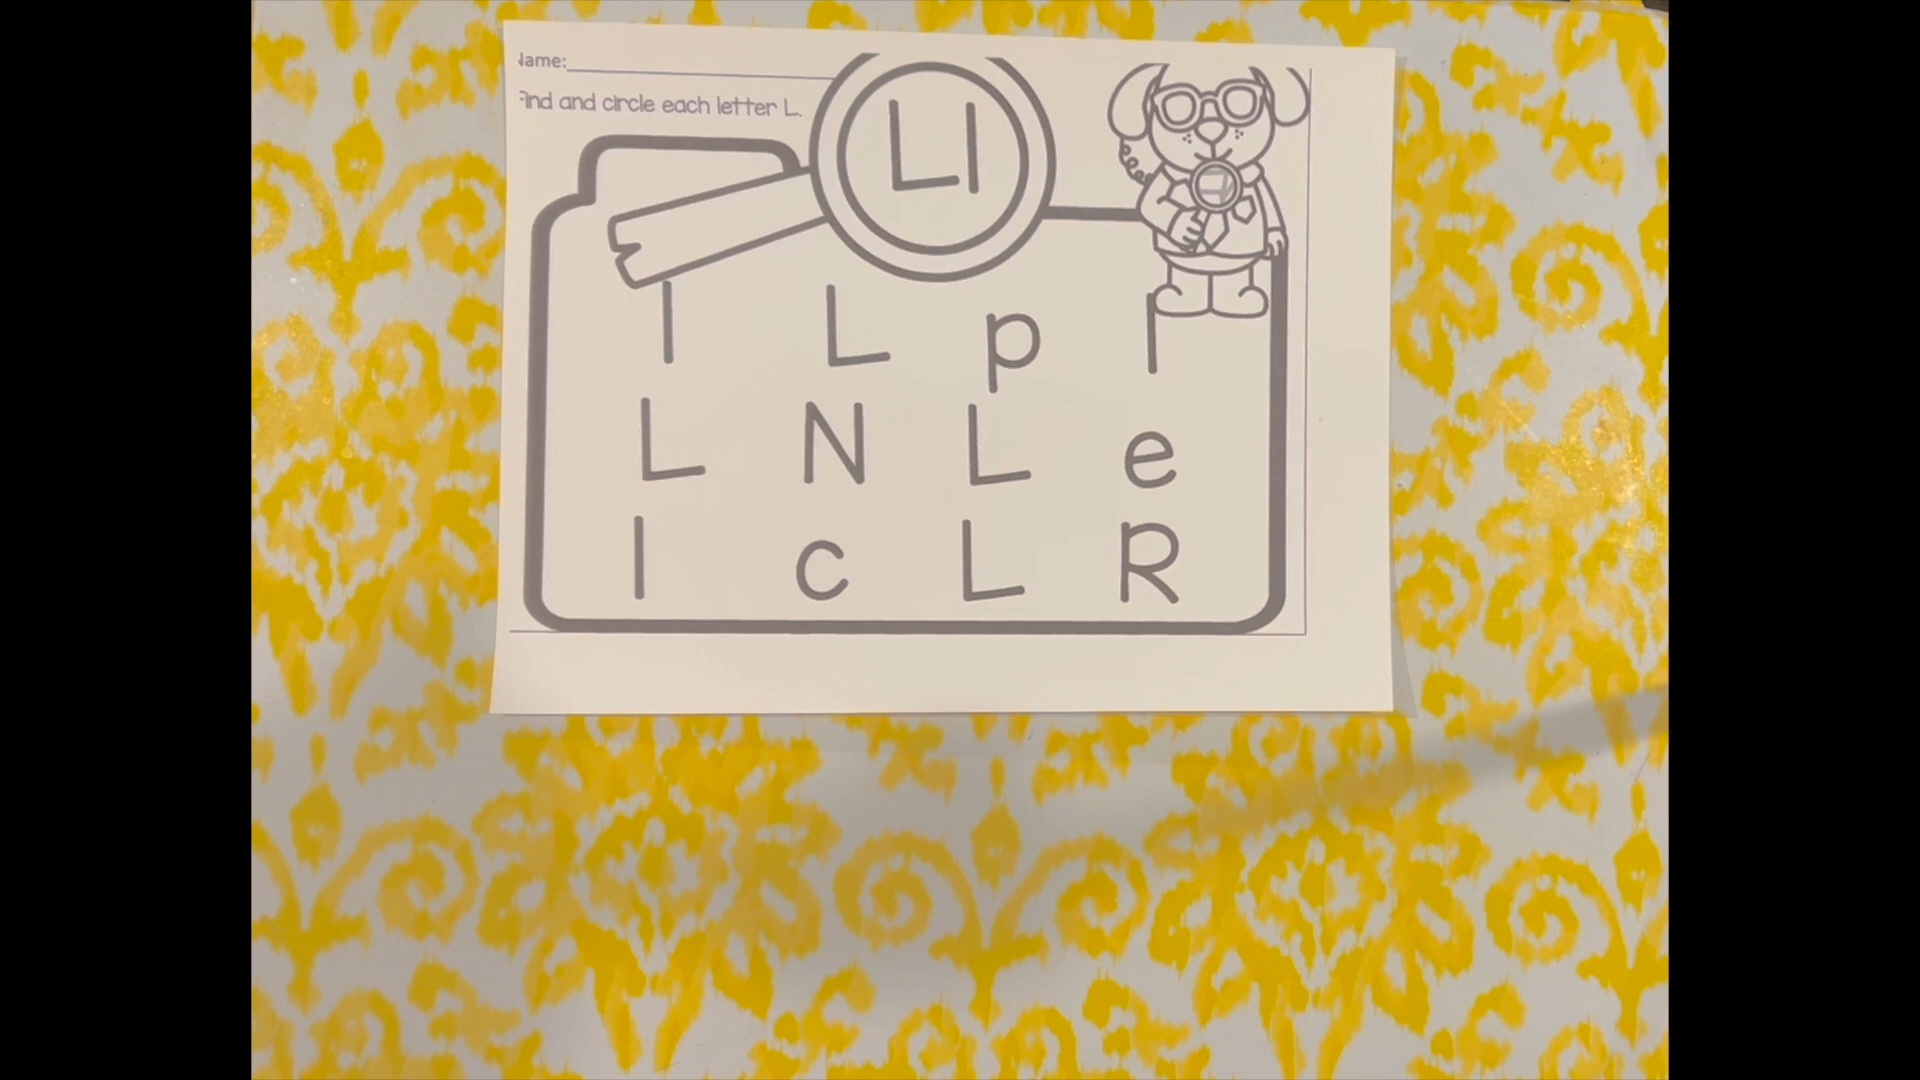 Name:
Find and circle each letter L.
Ll
l L p l
L N L e
l c L R